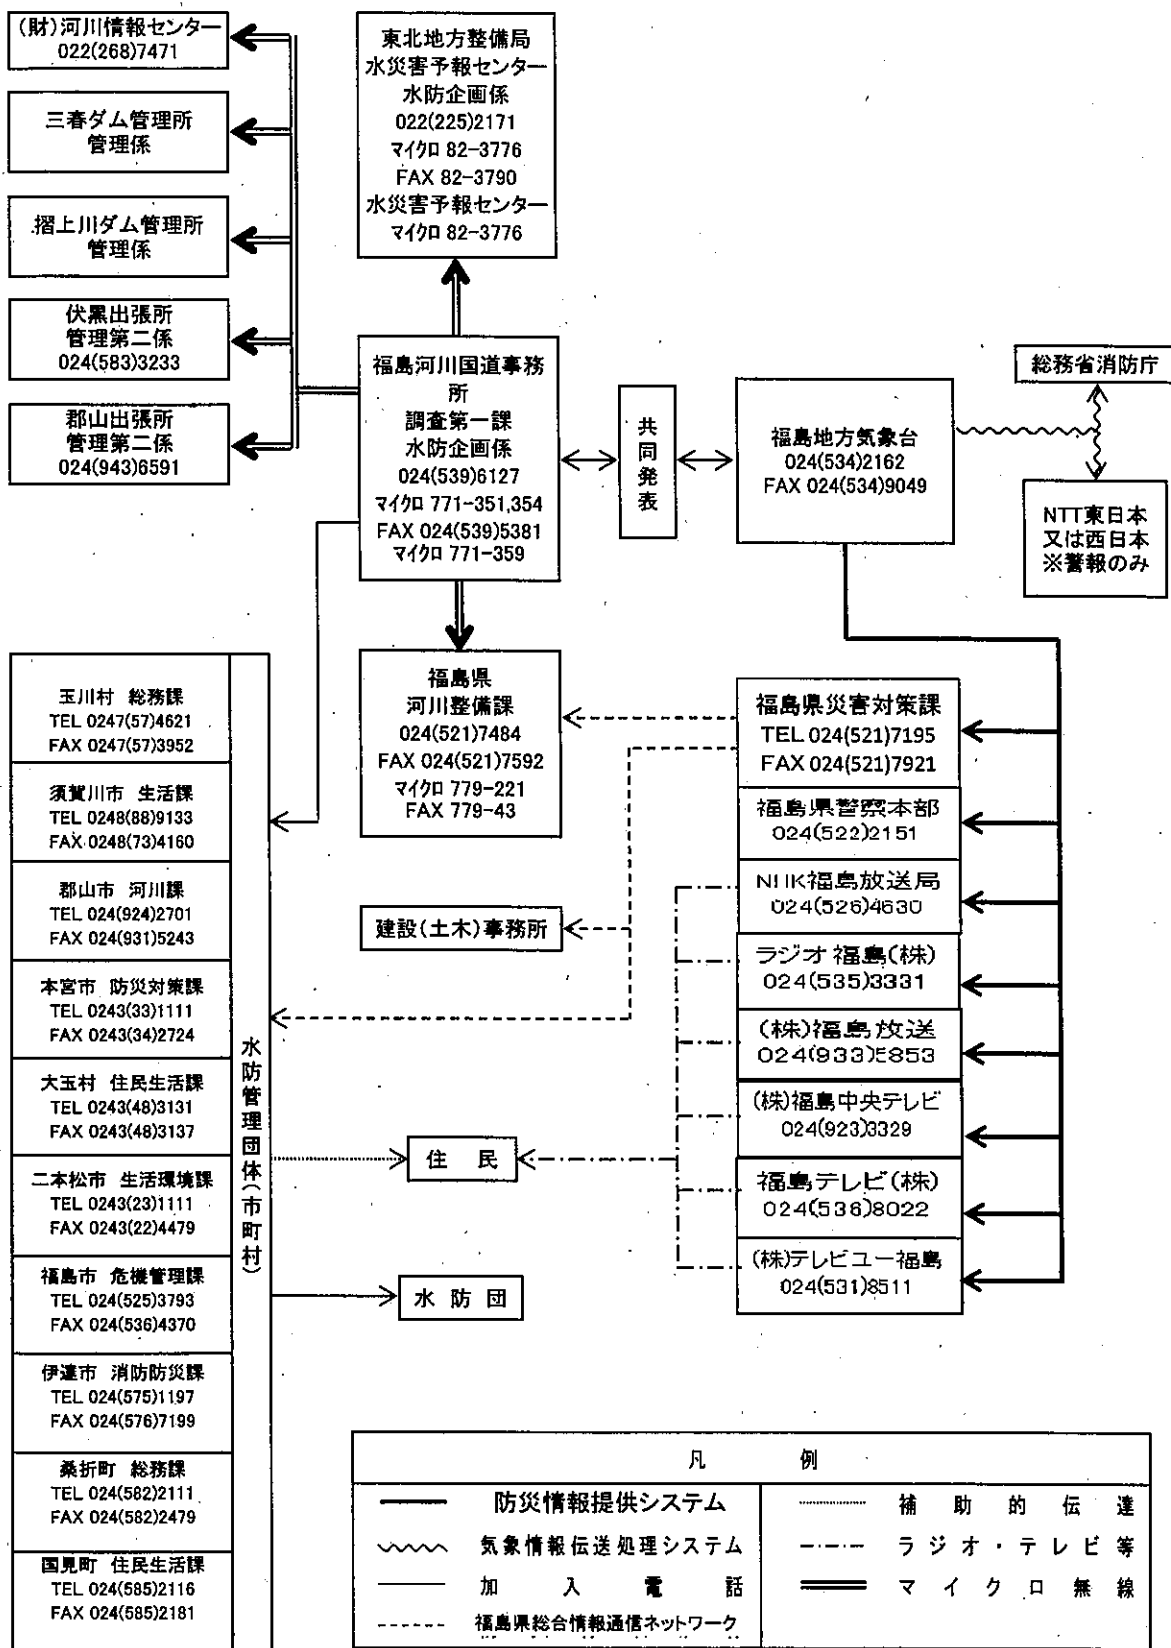 (財)河川情報センター
022(268)7471
三春ダム管理所
管理係
摺上川ダム管理所
管理係
伏黒出張所
管理第二係
024(583)3233
郡山出張所
管理第二係
024(943)6591
東北地方整備局
水災害予報センター
水防企画係
022(225)2171
マイクロ 82-3776
FAX 82-3790
水災害予報センター
マイクロ 82-3776
福島河川国道事務
所
調査第一課
水防企画係
024(539)6127
マイクロ 771-351,354
FAX 024(539)5381
マイクロ 771-359
共同発表
福島地方気象台
024(534)2162
FAX 024(534)9049
総務省消防庁
NTT東日本
又は西日本
※警報のみ
福島県
河川整備課
024(521)7484
FAX 024(521)7592
マイクロ 779-221
FAX 779-43
建設(土木)事務所
住 民
水 防 団
福島県災害対策課
TEL 024(521)7195
FAX 024(521)7921
福島県警察本部
024(522)2151
NHK福島放送局
024(526)4630
ラジオ福島(株)
024(535)3331
(株)福島放送
024(933)5853
(株)福島中央テレビ
024(923)3329
福島テレビ(株)
024(536)8022
(株)テレビユー福島
024(531)8511
玉川村 総務課
TEL 0247(57)4621
FAX 0247(57)3952
須賀川市 生活課
TEL 0248(88)9133
FAX 0248(73)4160
郡山市 河川課
TEL 024(924)2701
FAX 024(931)5243
本宮市 防災対策課
TEL 0243(33)1111
FAX 0243(34)2724
大玉村 住民生活課
TEL 0243(48)3131
FAX 0243(48)3137
二本松市 生活環境課
TEL 0243(23)1111
FAX 0243(22)4479
福島市 危機管理課
TEL 024(525)3793
FAX 024(536)4370
伊達市 消防防災課
TEL 024(575)1197
FAX 024(576)7199
桑折町 総務課
TEL 024(582)2111
FAX 024(582)2479
国見町 住民生活課
TEL 024(585)2116
FAX 024(585)2181
水防管理団体(市町村)
凡 例
防災情報提供システム
気象情報伝送処理システム
加 入 電 話
福島県総合情報通信ネットワーク
補 助 的 伝 達
ラジオ・テレビ等
マイクロ無線